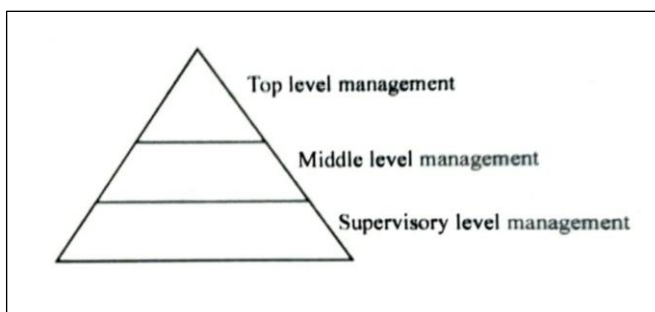 Top level management
Middle level management
Supervisory level management